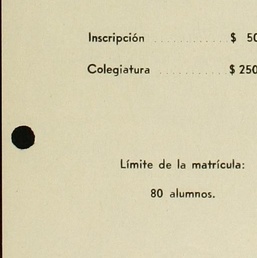 Inscripción ........... $ 50
Colegiatura .......... $ 250
Límite de la matrícula:
80 alumnos.